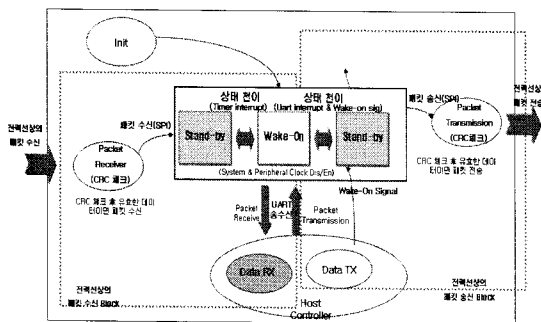 Init
상태 천이
(Timer interrupt)
상태 천이
(Uart interrupt & Wake-on sig)
패킷 수신(SPI)
패킷 송신(SPI)
Stand-by
Wake-On
Stand-by
(System & Peripheral Clock Dis/En)
전력선상의
패킷 수신
Packet
Receiver
(CRC 체크)
CRC 체크 후 유효한 데이
터이면 패킷 수신
Packet
Transmission
(CRC체크)
CRC 체크 후 유효한 데이
터이면 패킷 전송
전력선상의
패킷 전송
Wake-On Signal
Packet
Receive
UART
송수신
Packet
Transmission
Data RX
Data TX
Host
Controller
전력선상의
패킷 수신 Block
전력선상의
패킷 송신 Block